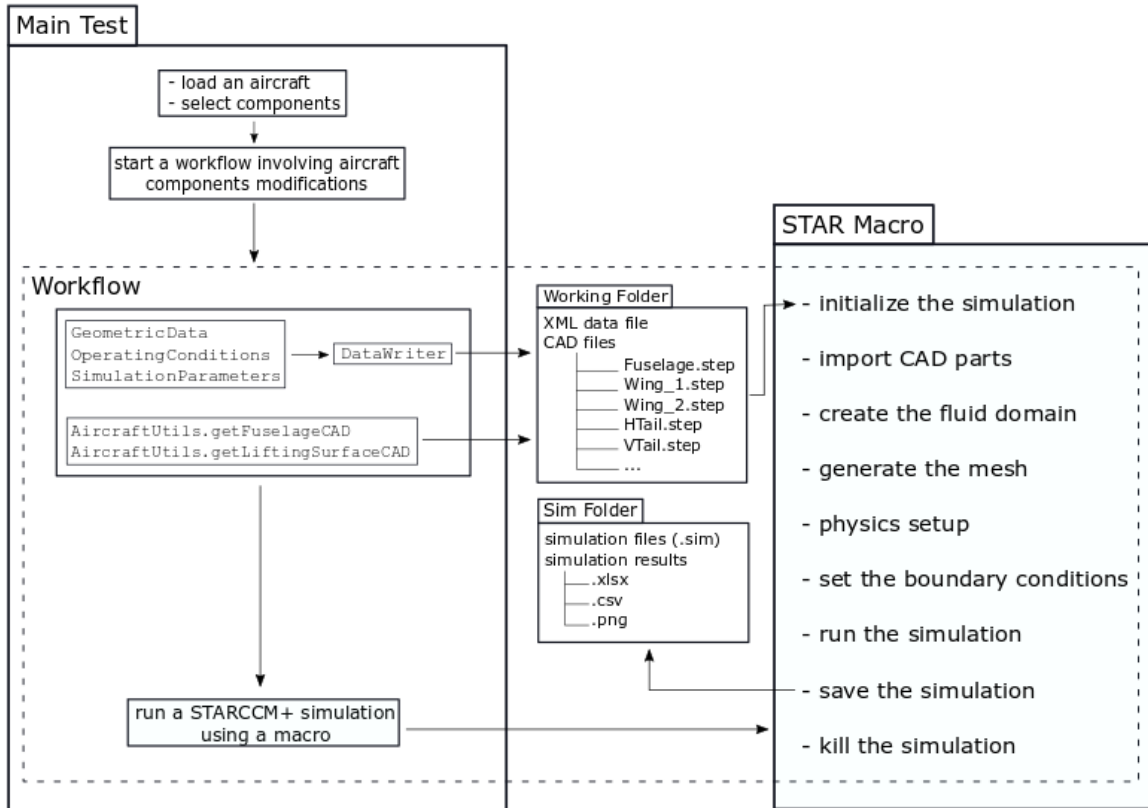 Main Test
- load an aircraft
- select components
start a workflow involving aircraft
components modifications
Workflow
GeometricData
OperatingConditions
SimulationParameters
DataWriter
AircraftUtils.getFuselageCAD
AircraftUtils.getLiftingSurfaceCAD
run a STARCCM+ simulation
using a macro
Working Folder
XML data file
CAD files
Fuselage.step
Wing_1.step
Wing_2.step
HTail.step
VTail.step
...
Sim Folder
simulation files (.sim)
simulation results
.xlsx
.csv
.png
STAR Macro
- initialize the simulation
- import CAD parts
- create the fluid domain
- generate the mesh
- physics setup
- set the boundary conditions
- run the simulation
- save the simulation
- kill the simulation